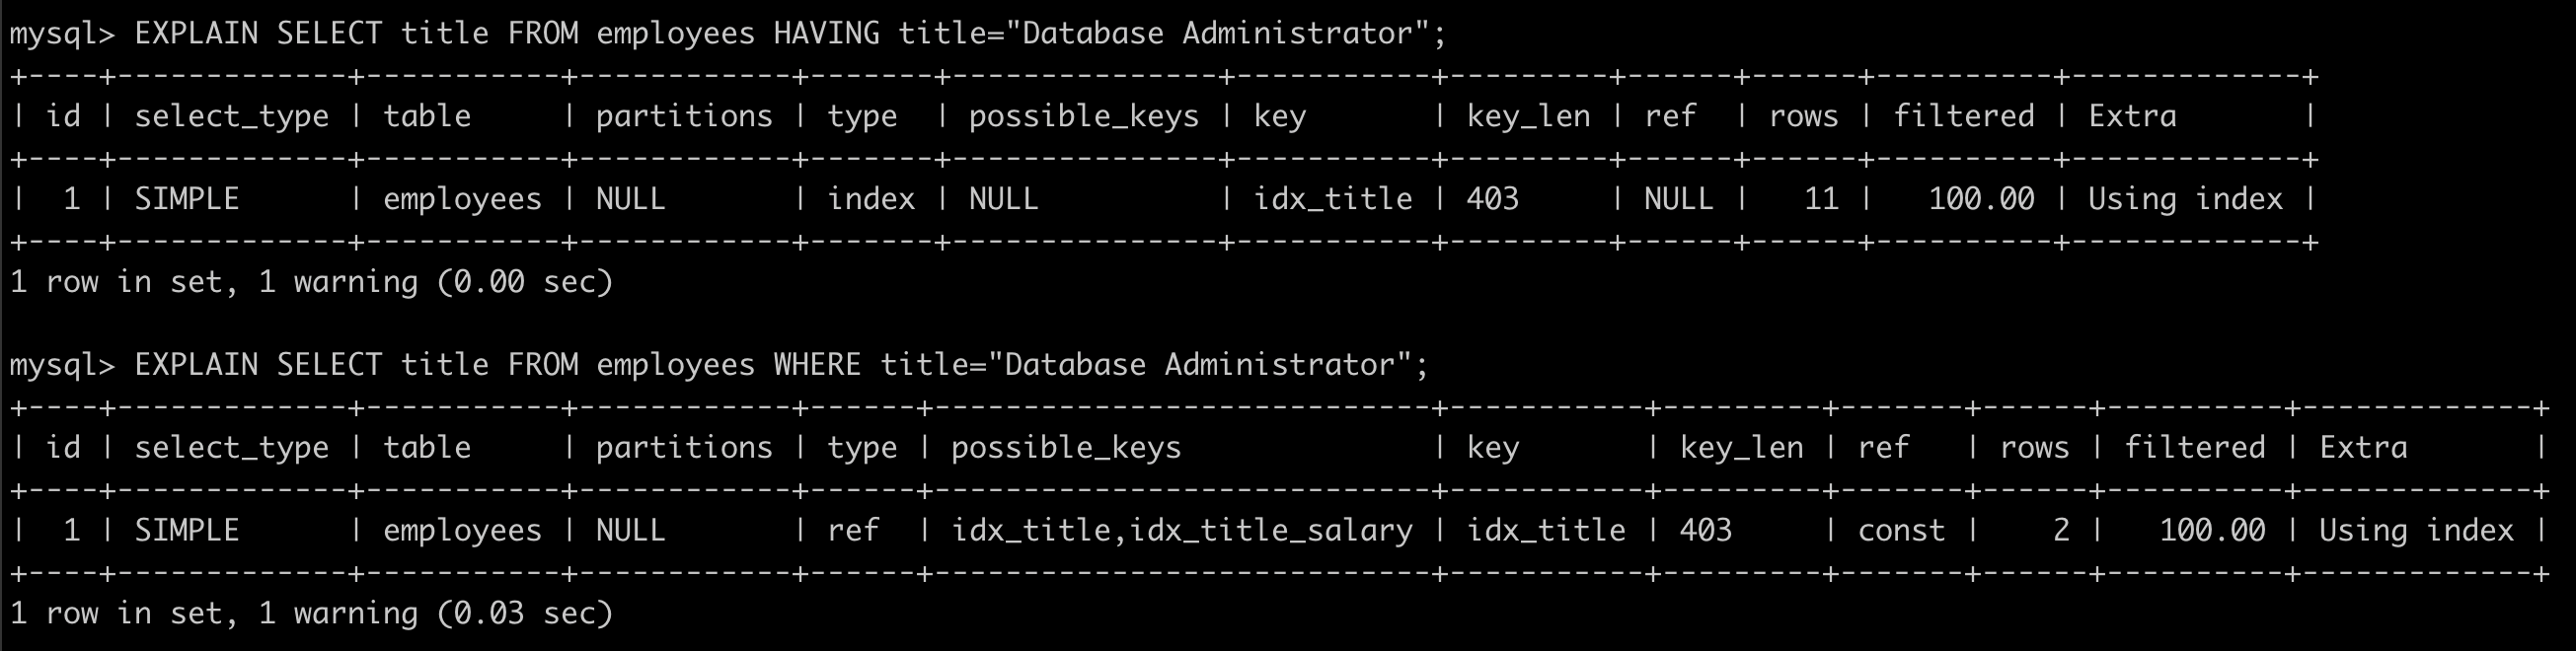 mysql> EXPLAIN SELECT title FROM employees HAVING title="Database Administrator";
+----+-------------+-----------+------------+-------+---------------+-----------+---------+------+------+----------+-------------+
| id | select_type | table     | partitions | type  | possible_keys | key       | key_len | ref  | rows | filtered | Extra       |
+----+-------------+-----------+------------+-------+---------------+-----------+---------+------+------+----------+-------------+
|  1 | SIMPLE      | employees | NULL       | index | NULL          | idx_title | 403     | NULL |   11 |   100.00 | Using index |
+----+-------------+-----------+------------+-------+---------------+-----------+---------+------+------+----------+-------------+
1 row in set, 1 warning (0.00 sec)

mysql> EXPLAIN SELECT title FROM employees WHERE title="Database Administrator";
+----+-------------+-----------+------------+------+----------------------------+-----------+---------+-------+------+----------+-------------+
| id | select_type | table     | partitions | type | possible_keys              | key       | key_len | ref   | rows | filtered | Extra       |
+----+-------------+-----------+------------+------+----------------------------+-----------+---------+-------+------+----------+-------------+
|  1 | SIMPLE      | employees | NULL       | ref  | idx_title,idx_title_salary | idx_title | 403     | const |    2 |   100.00 | Using index |
+----+-------------+-----------+------------+------+----------------------------+-----------+---------+-------+------+----------+-------------+
1 row in set, 1 warning (0.03 sec)